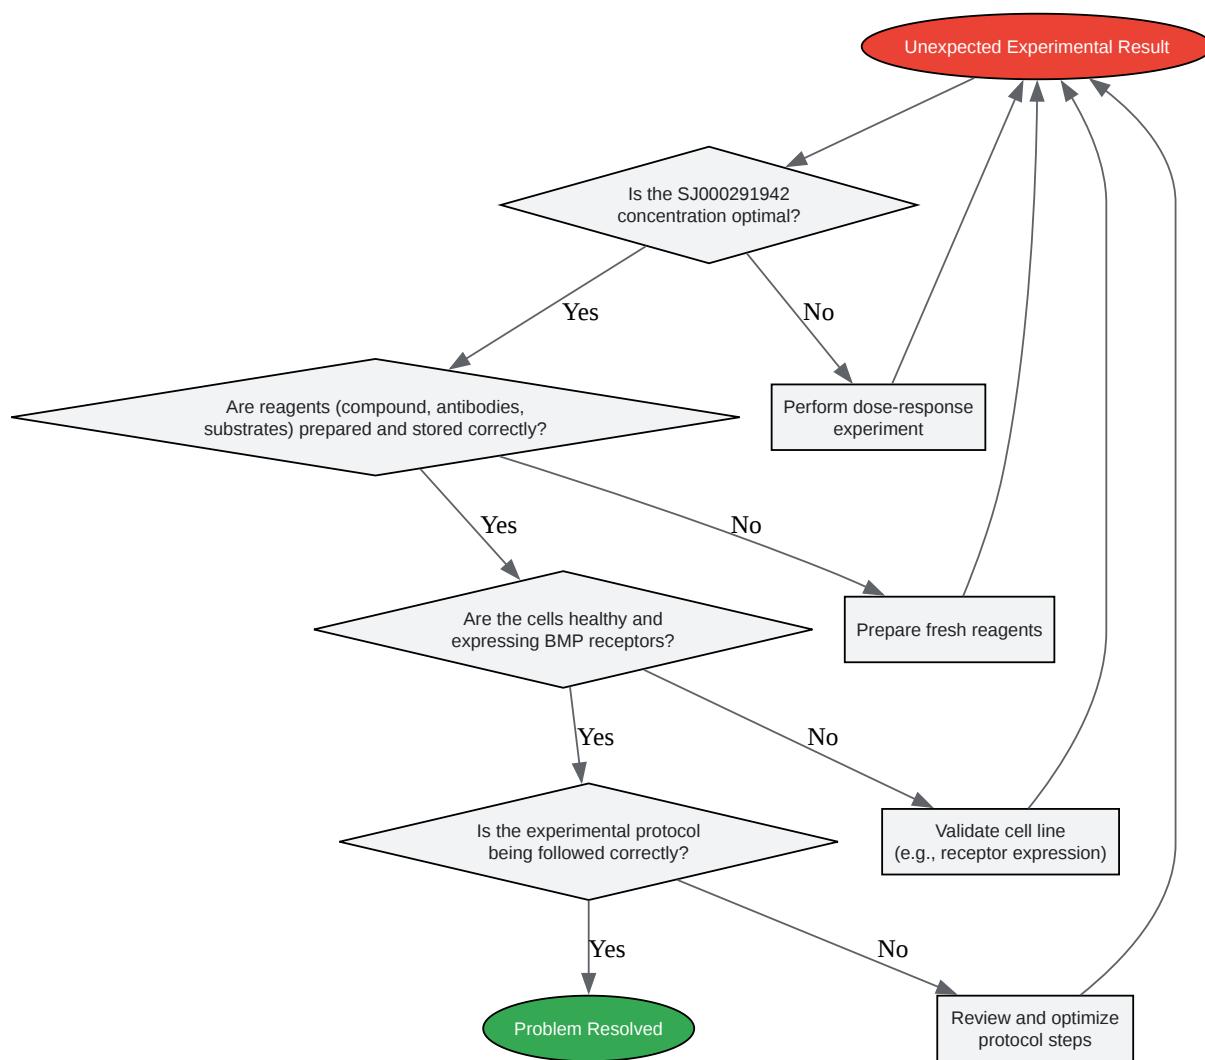 Unexpected Experimental Result
Is the SJ000291942
concentration optimal?
Yes
No
Are reagents (compound, antibodies,
substrates) prepared and stored correctly?
Perform dose-response
experiment
Yes
No
Are the cells healthy and
expressing BMP receptors?
Prepare fresh reagents
Yes
No
Is the experimental protocol
being followed correctly?
Validate cell line
(e.g., receptor expression)
Yes
No
Problem Resolved
Review and optimize
protocol steps